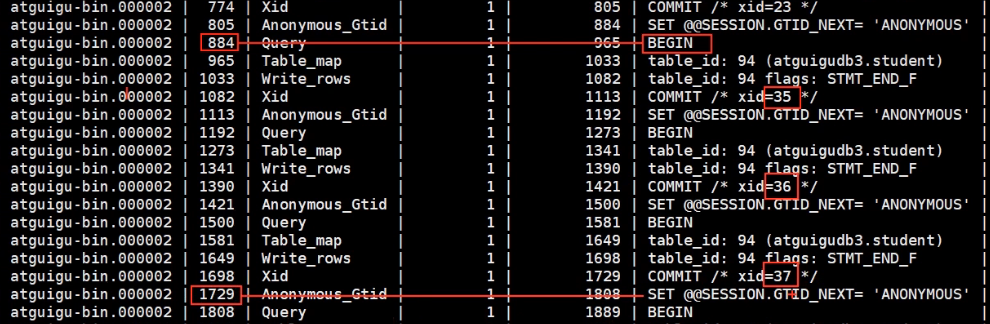 atguigu-bin.000002 | 774 | Xid | 1 | 805 | COMMIT /* xid=23 */ |
atguigu-bin.000002 | 805 | Anonymous_Gtid | 1 | 884 | SET @@SESSION.GTID_NEXT= 'ANONYMOUS' |
atguigu-bin.000002 | 884 | Query | 1 | 965 | BEGIN |
atguigu-bin.000002 | 965 | Table_map | 1 | 1033 | table_id: 94 (atguigudb3.student) |
atguigu-bin.000002 | 1033 | Write_rows | 1 | 1082 | table_id: 94 flags: STMT_END_F |
atguigu-bin.000002 | 1082 | Xid | 1 | 1113 | COMMIT /* xid=35 */ |
atguigu-bin.000002 | 1113 | Anonymous_Gtid | 1 | 1192 | SET @@SESSION.GTID_NEXT= 'ANONYMOUS' |
atguigu-bin.000002 | 1192 | Query | 1 | 1273 | BEGIN |
atguigu-bin.000002 | 1273 | Table_map | 1 | 1341 | table_id: 94 (atguigudb3.student) |
atguigu-bin.000002 | 1341 | Write_rows | 1 | 1390 | table_id: 94 flags: STMT_END_F |
atguigu-bin.000002 | 1390 | Xid | 1 | 1421 | COMMIT /* xid=36 */ |
atguigu-bin.000002 | 1421 | Anonymous_Gtid | 1 | 1500 | SET @@SESSION.GTID_NEXT= 'ANONYMOUS' |
atguigu-bin.000002 | 1500 | Query | 1 | 1581 | BEGIN |
atguigu-bin.000002 | 1581 | Table_map | 1 | 1649 | table_id: 94 (atguigudb3.student) |
atguigu-bin.000002 | 1649 | Write_rows | 1 | 1698 | table_id: 94 flags: STMT_END_F |
atguigu-bin.000002 | 1698 | Xid | 1 | 1729 | COMMIT /* xid=37 */ |
atguigu-bin.000002 | 1729 | Anonymous_Gtid | 1 | 1808 | SET @@SESSION.GTID_NEXT= 'ANONYMOUS' |
atguigu-bin.000002 | 1808 | Query | 1 | 1889 | BEGIN |